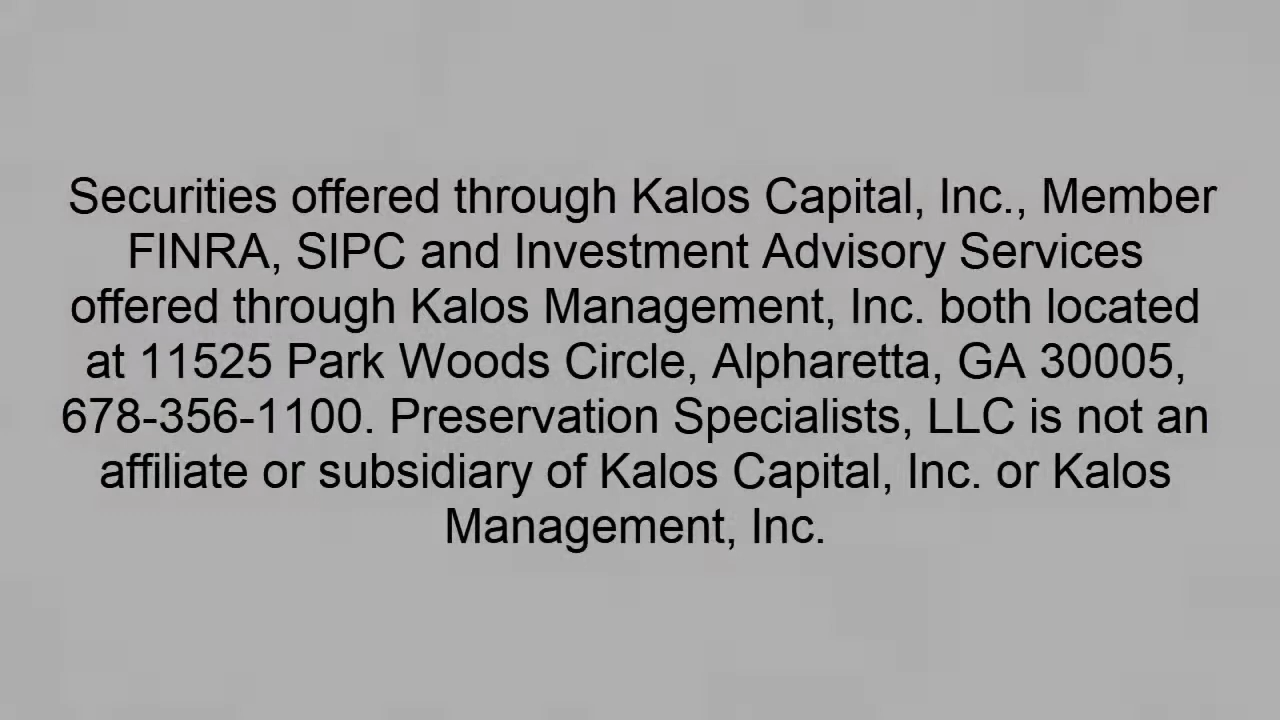 Securities offered through Kalos Capital, Inc., Member
FINRA, SIPC and Investment Advisory Services
offered through Kalos Management, Inc. both located
at 11525 Park Woods Circle, Alpharetta, GA 30005,
678-356-1100. Preservation Specialists, LLC is not an
affiliate or subsidiary of Kalos Capital, Inc. or Kalos
Management, Inc.